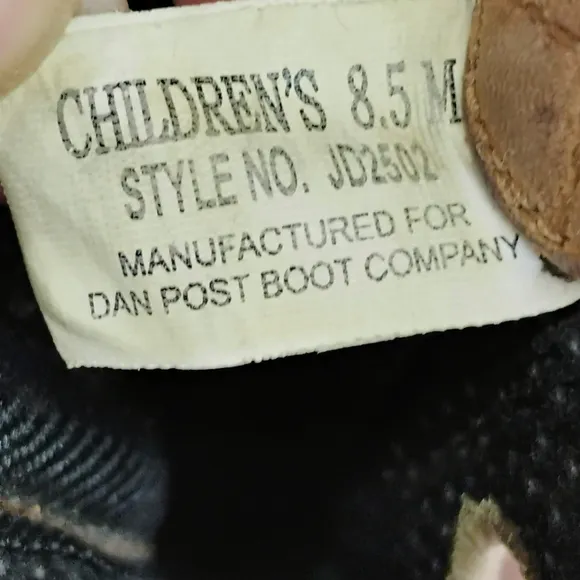 CHILDREN'S 8.5 M
STYLE NO. JD2502
MANUFACTURED FOR
DAN POST BOOT COMPANY